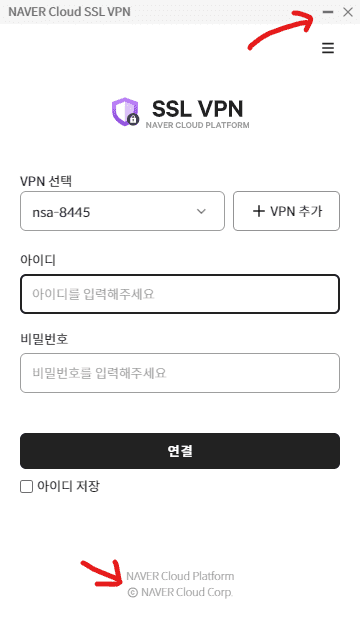 NAVER Cloud SSL VPN
SSL VPN
NAVER CLOUD PLATFORM
VPN 선택
nsa-8445
+ VPN 추가
아이디
아이디를 입력해주세요
비밀번호
비밀번호를 입력해주세요
연결
아이디 저장
NAVER Cloud Platform
© NAVER Cloud Corp.